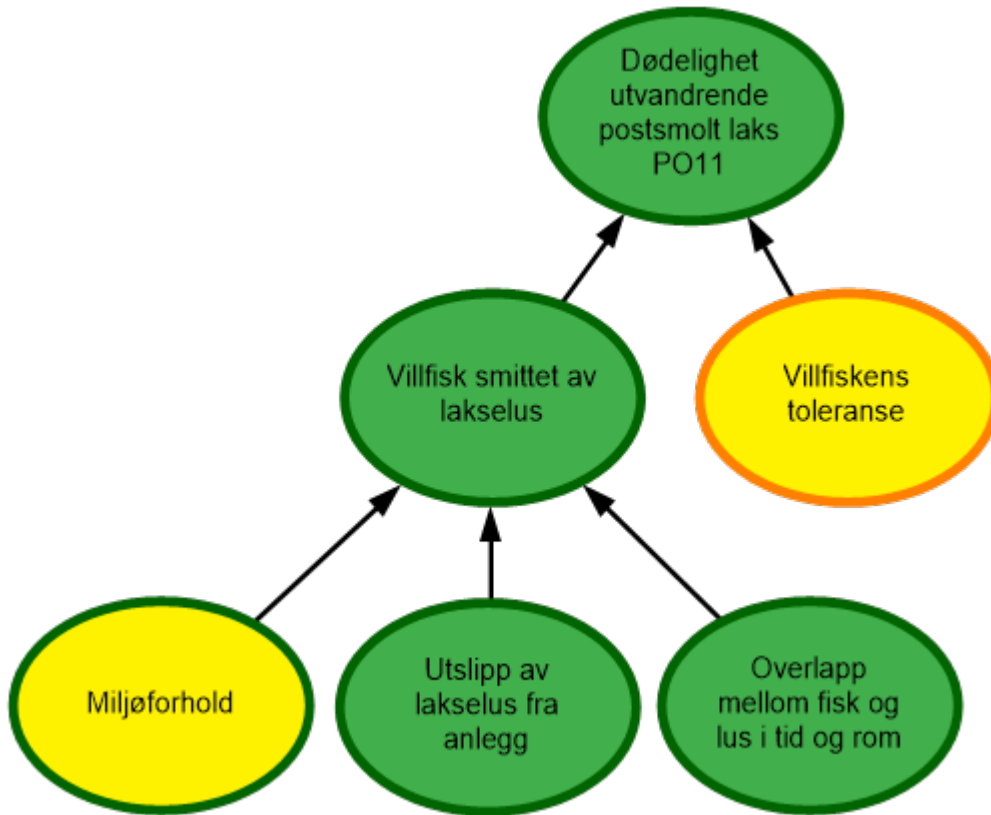 Dødelighet
utvandrende
postsmolt laks
PO11
Villfisk smittet av
lakselus
Villfiskens
toleranse
Miljøforhold
Utslipp av
lakselus fra
anlegg
Overlapp
mellom fisk og
lus i tid og rom